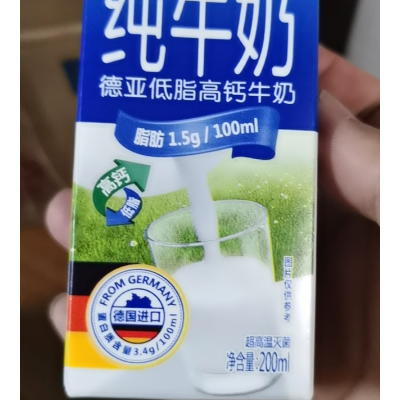 纯牛奶
德亚低脂高钙牛奶
脂肪 1.5g/100ml
高钙
低脂
图片仅供参考
FROM GERMANY
德国进口
蛋白质含量3.4g/100ml
超高温灭菌
净含量:200ml